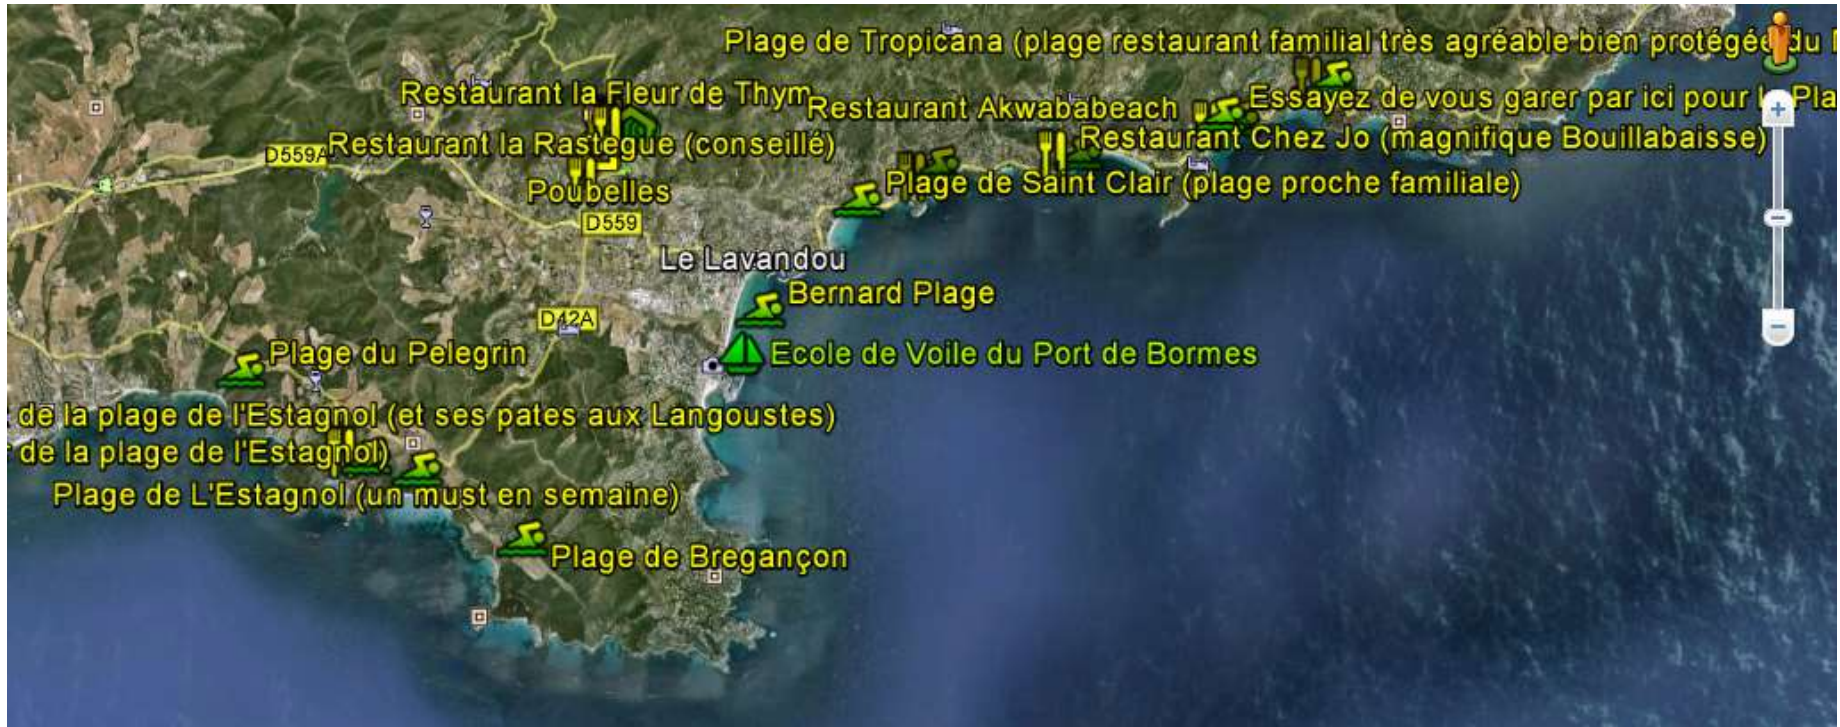 Plage de Tropicana (plage restaurant familial très agréable bien protégée du
Restaurant la Fleur de Thym
Restaurant Akwababeach
Essayez de vous garer par ici pour
Restaurant la Rastegue (conseillé)
Restaurant Chez Jo (magnifique Bouillabaisse)
D559A
Poubelles
Plage de Saint Clair (plage proche familiale)
D559
Le Lavandou
Bernard Plage
D42A
Plage du Pelegrin
Ecole de Voile du Port de Bormes
de la plage de l'Estagnol (et ses pates aux Langoustes)
de la plage de l'Estagnol)
Plage de L'Estagnol (un must en semaine)
Plage de Bregançon